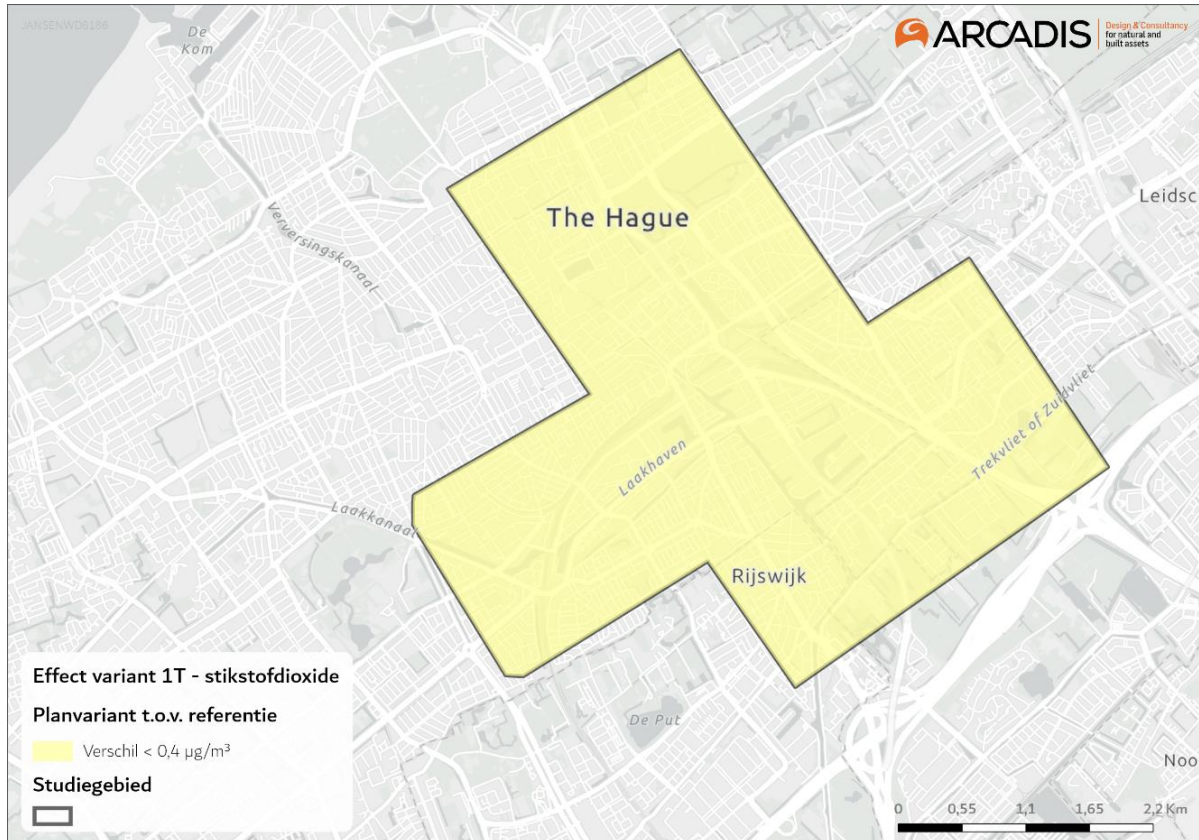 JANSENWD6186
De
Kom
ARCADIS
Design & Consultancy
for natural and
built assets
Leidsc
Verversingskanaal
The Hague
Trekvliet of Zuidvliet
Laakhaven
Laakkanaal
Rijswijk
De Put
Noo
Effect variant 1T - stikstofdioxide
Planvariant t.o.v. referentie
Verschil < 0,4 µg/m³
Studiegebied
0 0,55 1,1 1,65 2,2 Km